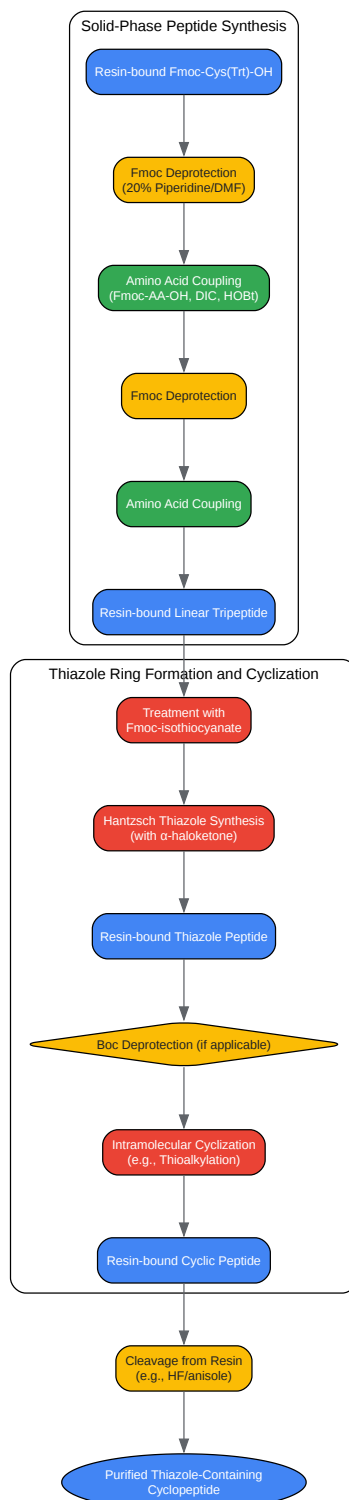 Solid-Phase Peptide Synthesis
Resin-bound Fmoc-Cys(Trt)-OH
Fmoc Deprotection
(20% Piperidine/DMF)
Amino Acid Coupling
(Fmoc-AA-OH, DIC, HOBt)
Fmoc Deprotection
Amino Acid Coupling
Resin-bound Linear Tripeptide
Thiazole Ring Formation and Cyclization
Treatment with
Fmoc-isothiocyanate
Hantzsch Thiazole Synthesis
(with α-haloketone)
Resin-bound Thiazole Peptide
Boc Deprotection (if applicable)
Intramolecular Cyclization
(e.g., Thioalkylation)
Resin-bound Cyclic Peptide
Cleavage from Resin
(e.g., HF/anisole)
Purified Thiazole-Containing
Cyclopeptide